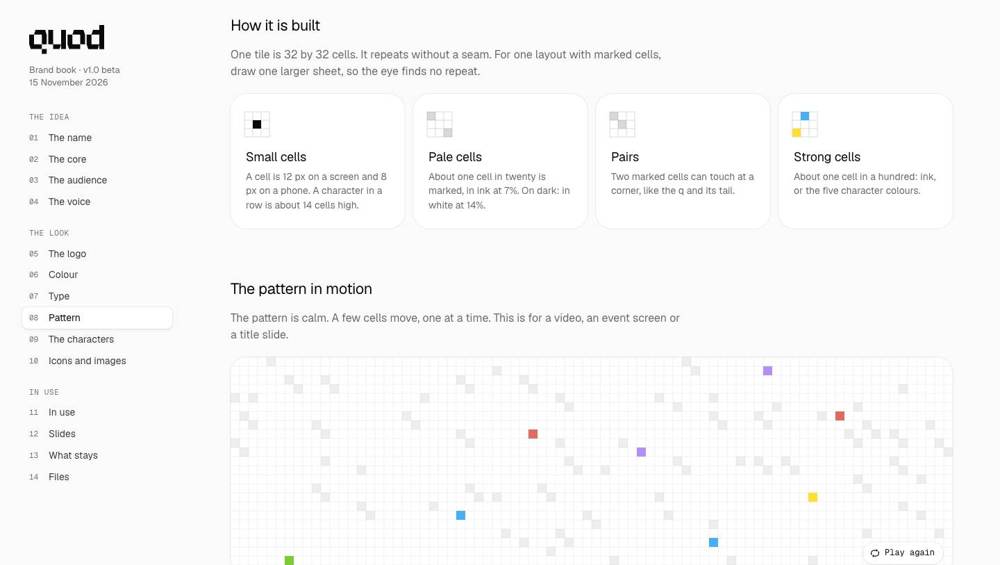 quod
Brand book · v1.0 beta
15 November 2026
THE IDEA
01 The name
02 The core
03 The audience
04 The voice
THE LOOK
05 The logo
06 Colour
07 Type
08 Pattern
09 The characters
10 Icons and images
IN USE
11 In use
12 Slides
13 What stays
14 Files
How it is built
One tile is 32 by 32 cells. It repeats without a seam. For one layout with marked cells,
draw one larger sheet, so the eye finds no repeat.
Small cells
A cell is 12 px on a screen and 8
px on a phone. A character in a
row is about 14 cells high.
Pale cells
About one cell in twenty is
marked, in ink at 7%. On dark: in
white at 14%.
Pairs
Two marked cells can touch at a
corner, like the q and its tail.
Strong cells
About one cell in a hundred: ink,
or the five character colours.
The pattern in motion
The pattern is calm. A few cells move, one at a time. This is for a video, an event screen or
a title slide.
Play again